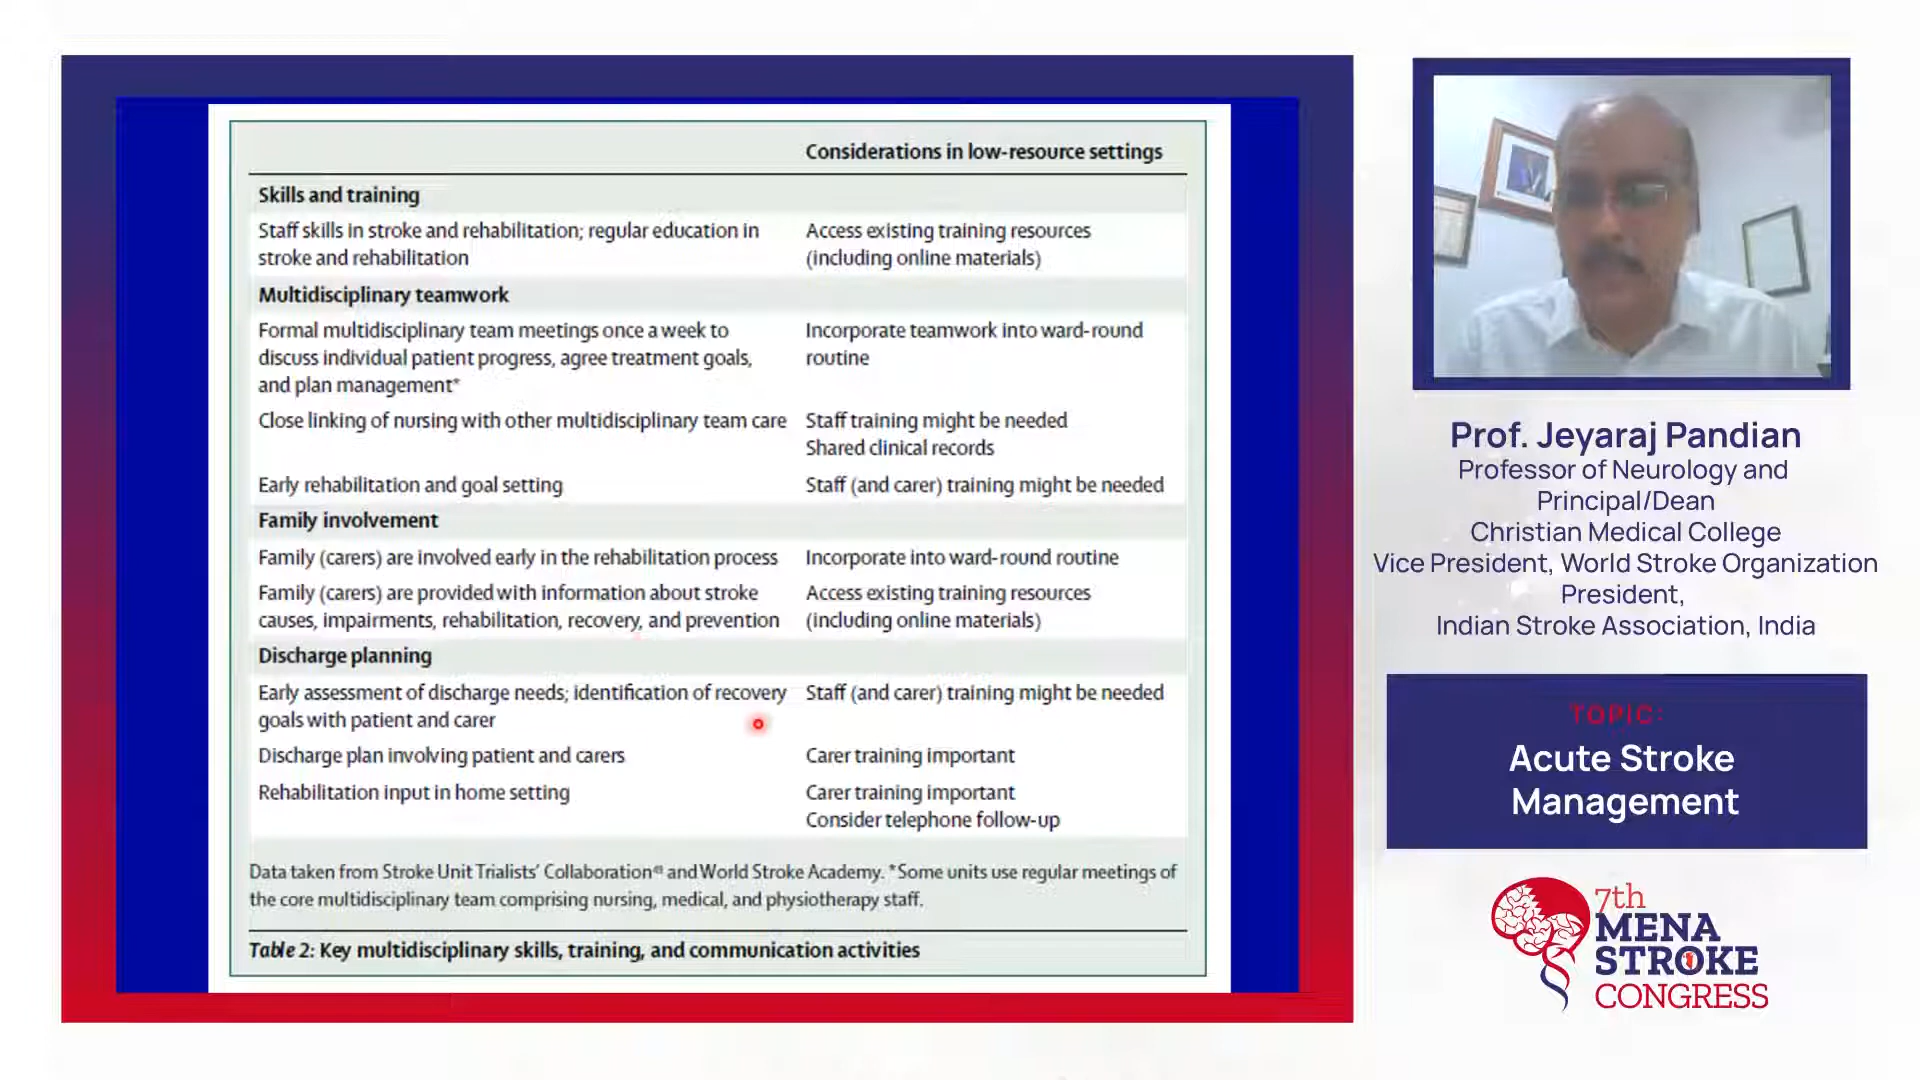 Considerations in low-resource settings
Skills and training
Staff skills in stroke and rehabilitation; regular education in
stroke and rehabilitation
Access existing training resources
(including online materials)
Multidisciplinary teamwork
Formal multidisciplinary team meetings once a week to
discuss individual patient progress, agree treatment goals,
and plan management*
Incorporate teamwork into ward-round
routine
Close linking of nursing with other multidisciplinary team care
Staff training might be needed
Shared clinical records
Early rehabilitation and goal setting
Staff (and carer) training might be needed
Family involvement
Family (carers) are involved early in the rehabilitation process
Incorporate into ward-round routine
Family (carers) are provided with information about stroke
causes, impairments, rehabilitation, recovery, and prevention
Access existing training resources
(including online materials)
Discharge planning
Early assessment of discharge needs; identification of recovery
goals with patient and carer
Staff (and carer) training might be needed
Discharge plan involving patient and carers
Carer training important
Rehabilitation input in home setting
Carer training important
Consider telephone follow-up
Data taken from Stroke Unit Trialists' Collaboration and World Stroke Academy. *Some units use regular meetings of
the core multidisciplinary team comprising nursing, medical, and physiotherapy staff.
Table 2: Key multidisciplinary skills, training, and communication activities
Prof. Jeyaraj Pandian
Professor of Neurology and
Principal/Dean
Christian Medical College
Vice President, World Stroke Organization
President,
Indian Stroke Association, India
TOPIC:
Acute Stroke
Management
7th
MENA
STROKE
CONGRESS